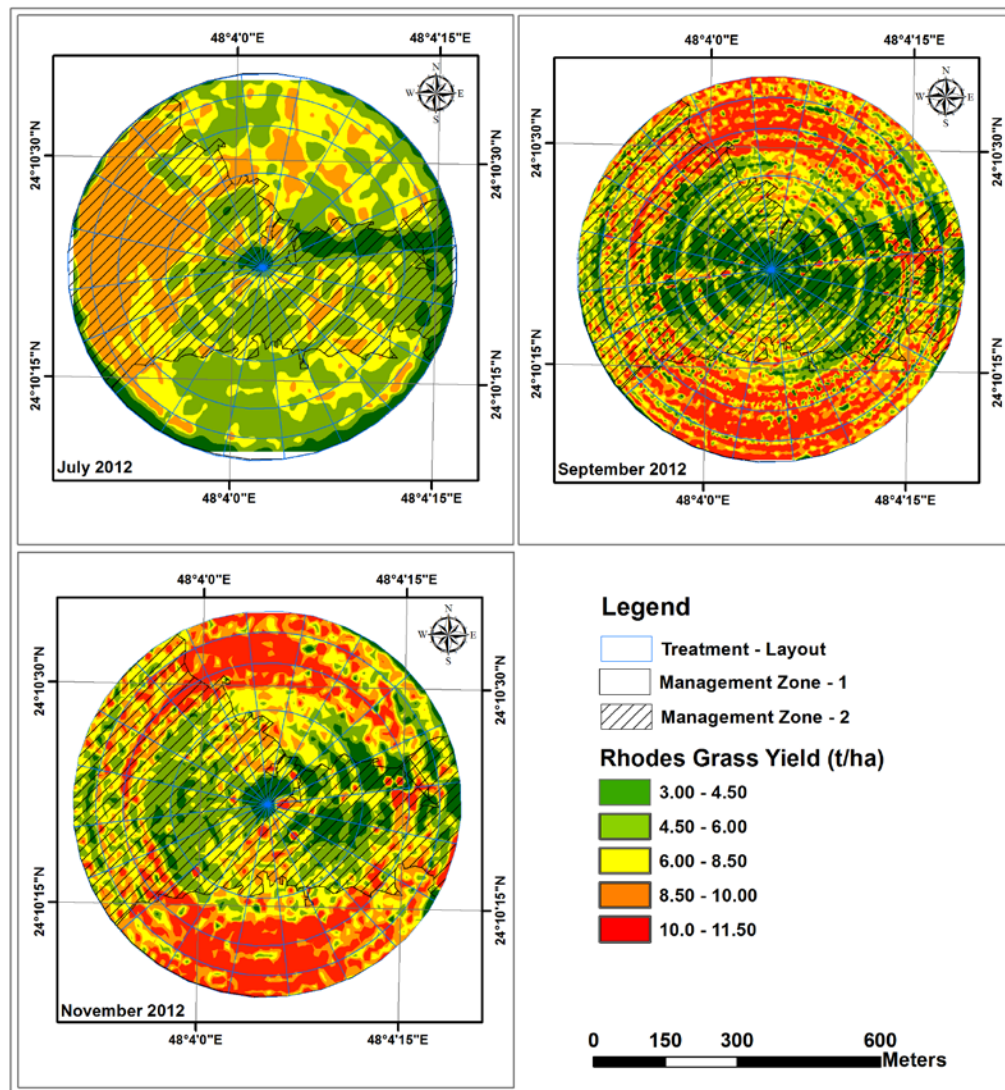 48°4'0"E
48°4'15"E
N
W E
S
24°10'30"N
24°10'30"N
24°10'15"N
24°10'15"N
July 2012
48°4'0"E
48°4'15"E
48°4'0"E
48°4'15"E
N
W E
S
24°10'30"N
24°10'30"N
24°10'15"N
24°10'15"N
September 2012
48°4'0"E
48°4'15"E
48°4'0"E
48°4'15"E
N
W E
S
24°10'30"N
24°10'30"N
24°10'15"N
24°10'15"N
November 2012
48°4'0"E
48°4'15"E
Legend
Treatment - Layout
Management Zone - 1
Management Zone - 2
Rhodes Grass Yield (t/ha)
3.00 - 4.50
4.50 - 6.00
6.00 - 8.50
8.50 - 10.00
10.0 - 11.50
0 150 300 600
Meters